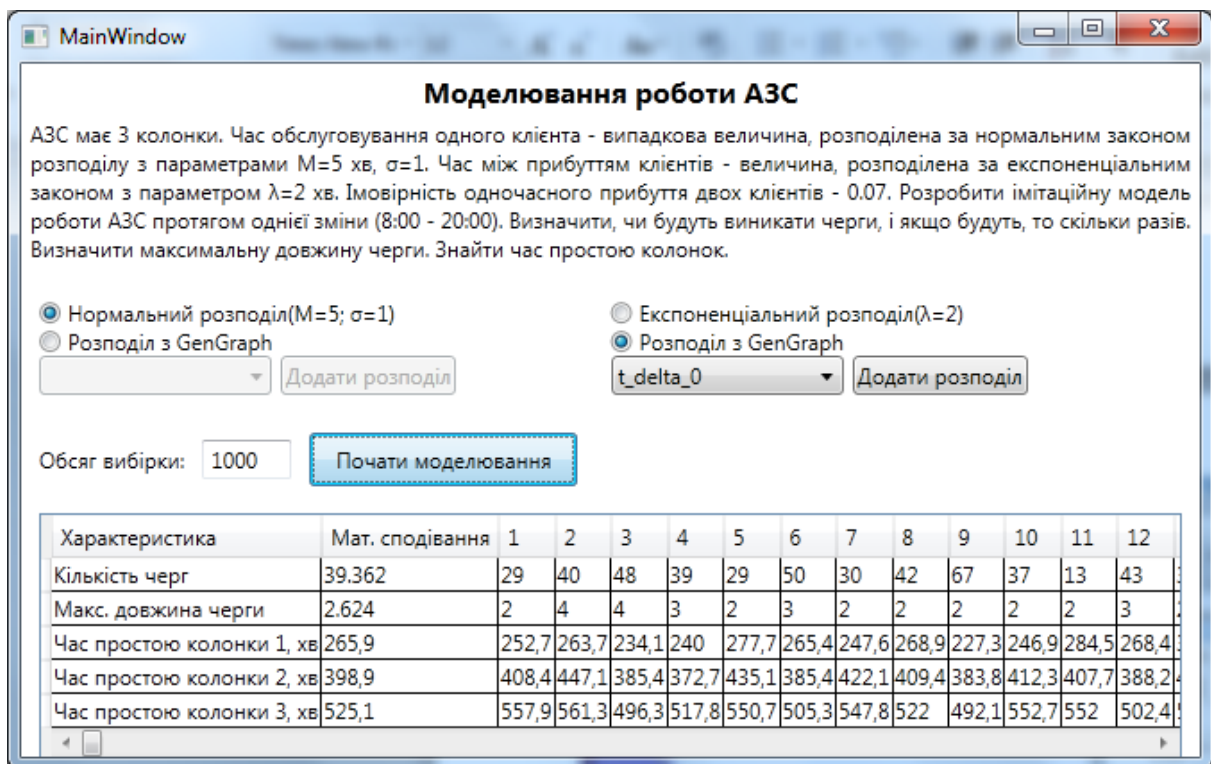 MainWindow
Моделювання роботи АЗС
АЗС має 3 колонки. Час обслуговування одного клієнта - випадкова величина, розподілена за нормальним законом
розподілу з параметрами М=5 хв, σ=1. Час між прибуттям клієнтів - величина, розподілена за експоненціальним
законом з параметром λ=2 хв. Імовірність одночасного прибуття двох клієнтів - 0.07. Розробити імітаційну модель
роботи АЗС протягом однієї зміни (8:00 - 20:00). Визначити, чи будуть виникати черги, і якщо будуть, то скільки разів.
Визначити максимальну довжину черги. Знайти час простою колонок.
Нормальний розподіл(М=5; σ=1) Експоненціальний розподіл(λ=2)
Розподіл з GenGraph Розподіл з GenGraph
Додати розподіл t_delta_0 Додати розподіл
Обсяг вибірки: 1000 Почати моделювання
Характеристика Мат. сподівання 1 2 3 4 5 6 7 8 9 10 11 12
Кількість черг 39.362 29 40 48 39 29 50 30 42 67 37 13 43
Макс. довжина черги 2.624 2 4 4 3 2 3 2 2 2 2 2 3
Час простою колонки 1, хв 265,9 252,7 263,7 234,1 240 277,7 265,4 247,6 268,9 227,3 246,9 284,5 268,4
Час простою колонки 2, хв 398,9 408,4 447,1 385,4 372,7 435,1 385,4 422,1 409,4 383,8 412,3 407,7 388,2
Час простою колонки 3, хв 525,1 557,9 561,3 496,3 517,8 550,7 505,3 547,8 522 492,1 552,7 552 502,4